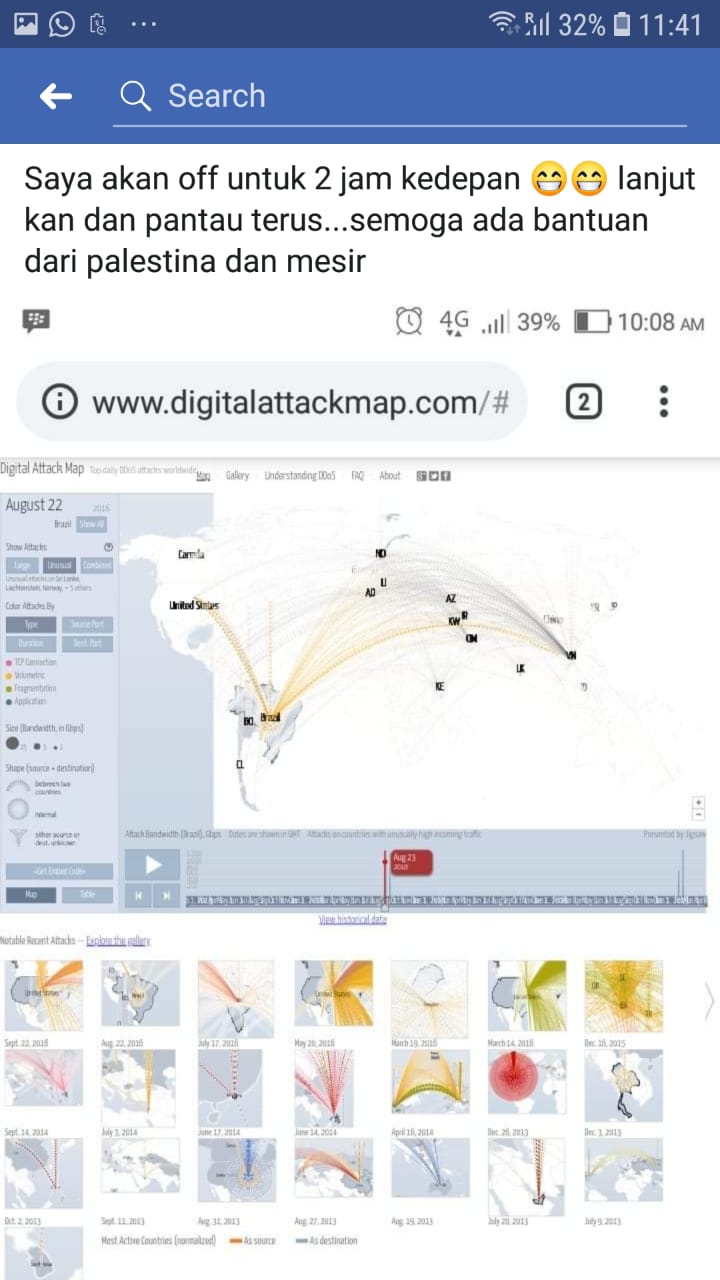 32% 11:41
Search
Saya akan off untuk 2 jam kedepan 😁😁 lanjut
kan dan pantau terus...semoga ada bantuan
dari palestina dan mesir
4G 39% 10:08 AM
www.digitalattackmap.com/# 2
Digital Attack Map Top daily DDoS attacks worldwide
Map Gallery Understanding DDoS FAQ About
August 22 2016
Brazil Show All
Show Attacks
Large Unusual Combined
Unusual attacks on Sri Lanka,
Liechtenstein, Norway, + 5 others
Color Attacks By
Type Source Port
Duration Dest. Port
TCP Connection
Volumetric
Fragmentation
Application
Size (Bandwidth, in Gbps)
Shape (source + destination)
between two
countries
internal
either source or
dest. unknown
<Get Embed Code>
Map Table
Canada
United States
NO
LI
AD
AZ
KW
IR
OM
China
VN
LK
KE
BO
Brazil
CL
Attack Bandwidth (Brazil), Gbps Dates are shown in GMT Attacks on countries with unusually high incoming traffic
Presented by Jigsaw
Aug 23
2016
View historical data
Notable Recent Attacks — Explore the gallery
United States Brazil United States
Sept. 22, 2016 Aug. 22, 2016 July 17, 2016 May 28, 2016 March 19, 2016 March 14, 2016 Dec. 16, 2015
Sept. 14, 2014 July 3, 2014 June 17, 2014 June 14, 2014 April 16, 2014 Dec. 26, 2013 Dec. 3, 2013
Oct. 2, 2013 Sept. 11, 2013 Aug. 31, 2013 Aug. 27, 2013 Aug. 19, 2013 July 28, 2013 July 9, 2013
Most Active Countries (normalized) As source As destination